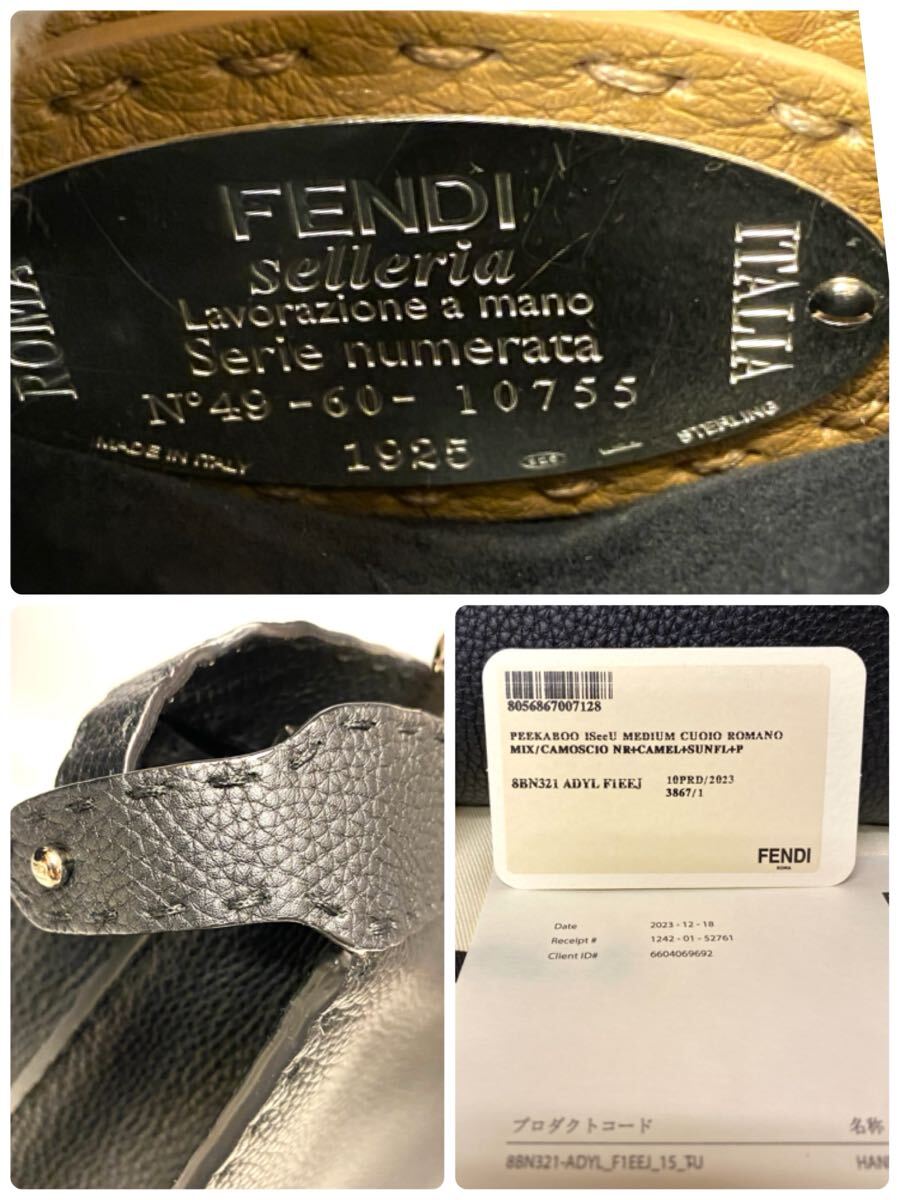 FENDI
Selleria
Lavorazione a mano
Serie numerata
N° 49 - 60 - 10755
MADE IN ITALY 1925 STERLING
ROMA
ITALIA
8056867007128
PEEKABOO ISeeU MEDIUM CUOIO ROMANO
MIX/CAMOSCIO NR+CAMEL+SUNFL+P
8BN321 ADYL F1EEJ 10PRD/2023
3867/1
FENDI
ROMA
Date 2023 - 12 - 18
Receipt # 1242 - 01 - 52761
Client ID# 6604069692
プロダクトコード 名称
8BN321-ADYL_F1EEJ_15_TU HAN